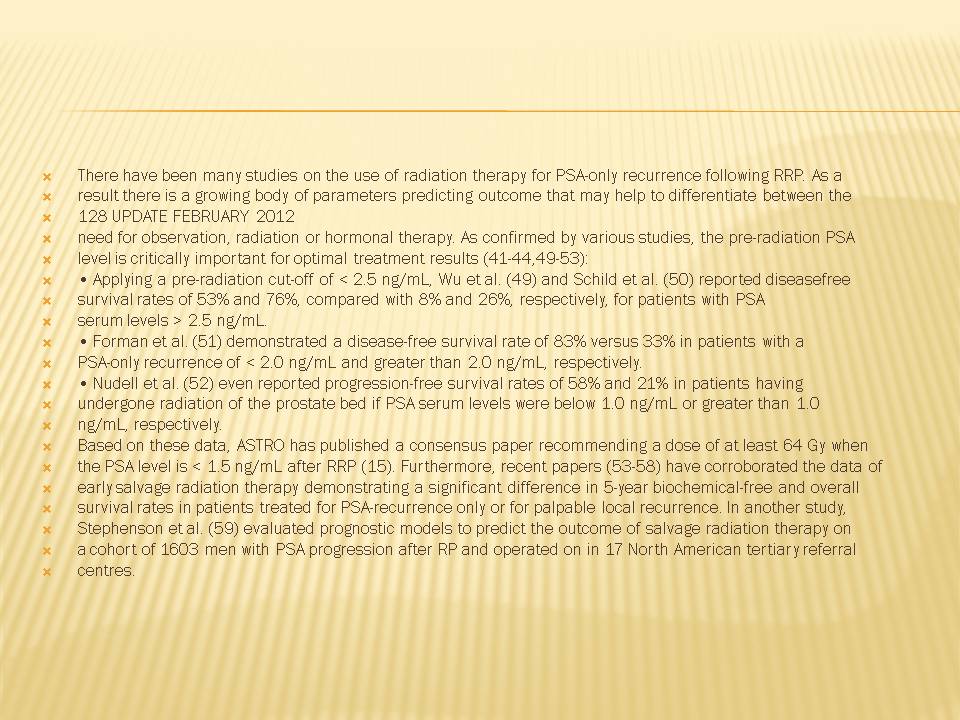 There have been many studies on the use of radiation therapy for PSA-only recurrence following RRP. As a
result there is a growing body of parameters predicting outcome that may help to differentiate between the
128 UPDATE FEBRUARY 2012
need for observation, radiation or hormonal therapy. As confirmed by various studies, the pre-radiation PSA
level is critically important for optimal treatment results (41-44,49-53):
• Applying a pre-radiation cut-off of < 2.5 ng/mL, Wu et al. (49) and Schild et al. (50) reported diseasefree
survival rates of 53% and 76%, compared with 8% and 26%, respectively, for patients with PSA
serum levels > 2.5 ng/mL.
• Forman et al. (51) demonstrated a disease-free survival rate of 83% versus 33% in patients with a
PSA-only recurrence of < 2.0 ng/mL and greater than 2.0 ng/mL, respectively.
• Nudell et al. (52) even reported progression-free survival rates of 58% and 21% in patients having
undergone radiation of the prostate bed if PSA serum levels were below 1.0 ng/mL or greater than 1.0
ng/mL, respectively.
Based on these data, ASTRO has published a consensus paper recommending a dose of at least 64 Gy when
the PSA level is < 1.5 ng/mL after RRP (15). Furthermore, recent papers (53-58) have corroborated the data of
early salvage radiation therapy demonstrating a significant difference in 5-year biochemical-free and overall
survival rates in patients treated for PSA-recurrence only or for palpable local recurrence. In another study,
Stephenson et al. (59) evaluated prognostic models to predict the outcome of salvage radiation therapy on
a cohort of 1603 men with PSA progression after RP and operated on in 17 North American tertiary referral
centres.